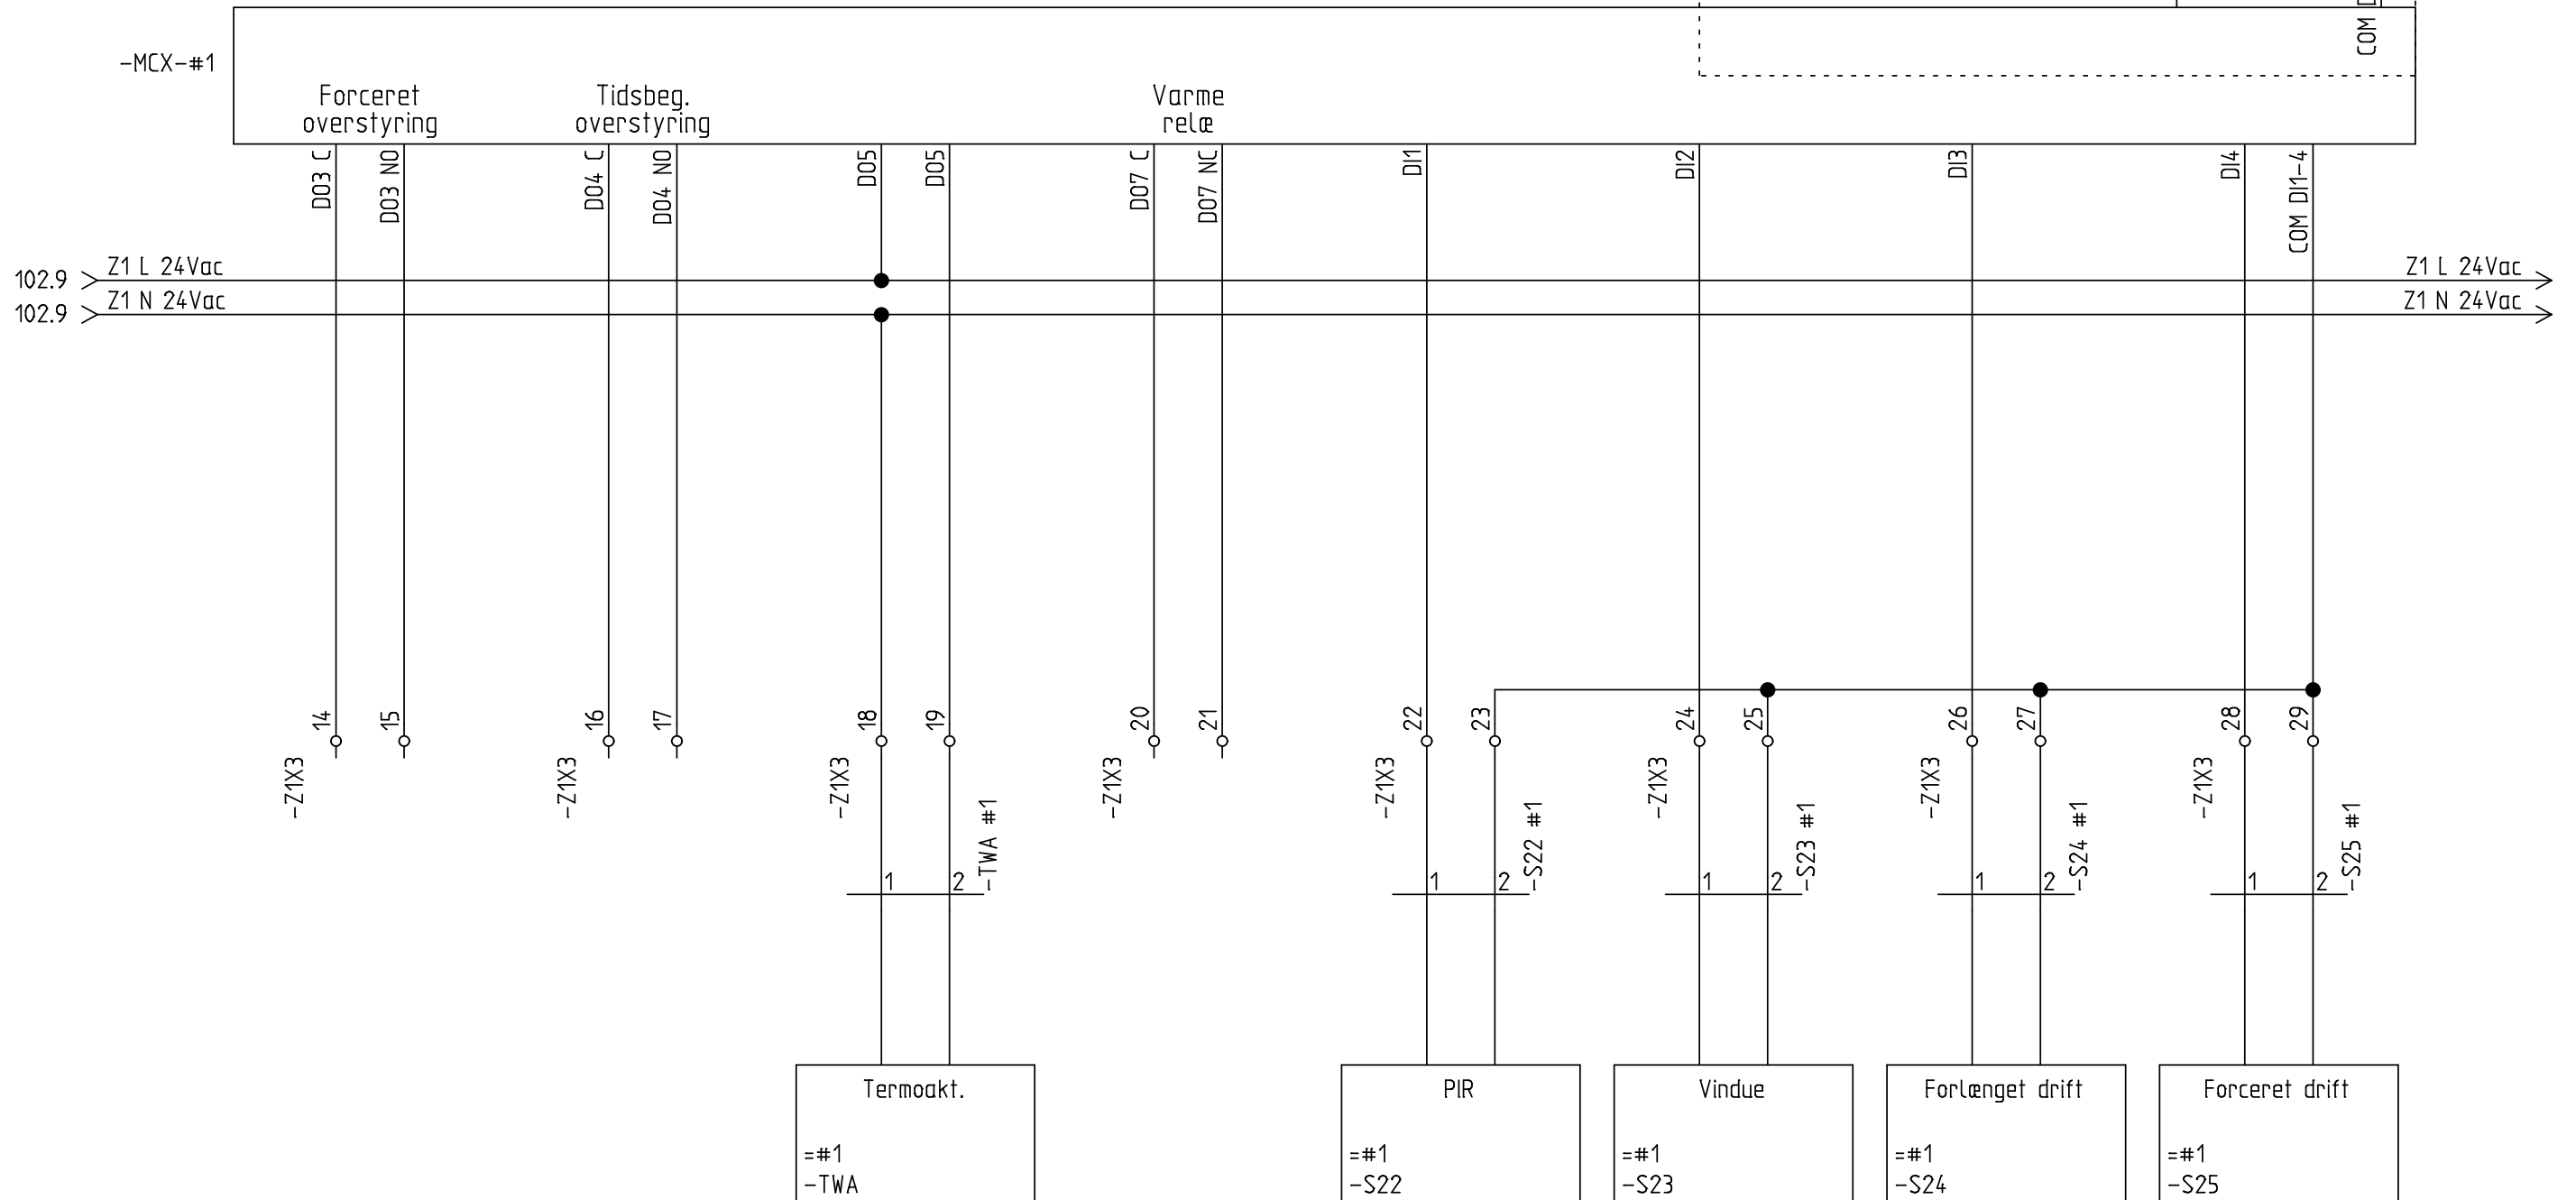 COM D
-MCX-#1
Forceret
overstyring
Tidsbeg.
overstyring
Varme
relæ
DO3 C
DO3 NO
DO4 C
DO4 NO
DO5
DO5
DO7 C
DO7 NC
DI1
DI2
DI3
DI4
COM DI1-4
102.9
Z1 L 24Vac
Z1 L 24Vac
102.9
Z1 N 24Vac
Z1 N 24Vac
14
15
16
17
18
19
20
21
22
23
24
25
26
27
28
29
-Z1X3
-Z1X3
-Z1X3
-Z1X3
-Z1X3
-Z1X3
-Z1X3
-Z1X3
1
2
-TWA #1
1
2
-S22 #1
1
2
-S23 #1
1
2
-S24 #1
1
2
-S25 #1
Termoakt.
=#1
-TWA
PIR
=#1
-S22
Vindue
=#1
-S23
Forlænget drift
=#1
-S24
Forceret drift
=#1
-S25